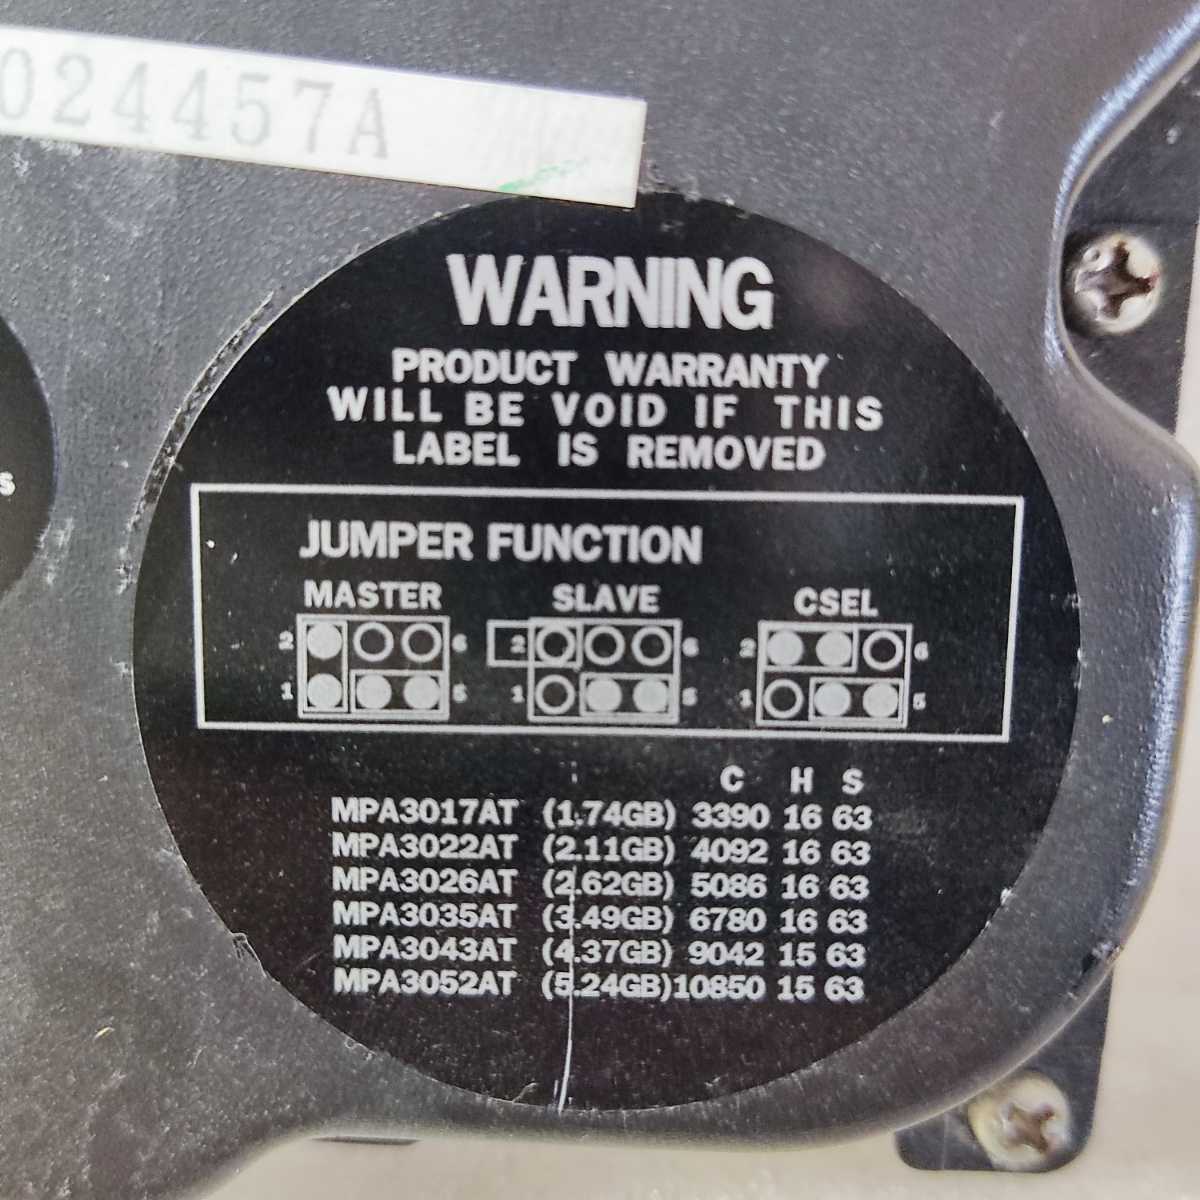 024457A
WARNING
PRODUCT WARRANTY
WILL BE VOID IF THIS
LABEL IS REMOVED
S
JUMPER FUNCTION
MASTER SLAVE CSEL
2 6 2 6 2 6
1 5 1 5 1 5
C H S
MPA3017AT (1.74GB) 3390 16 63
MPA3022AT (2.11GB) 4092 16 63
MPA3026AT (2.62GB) 5086 16 63
MPA3035AT (3.49GB) 6780 16 63
MPA3043AT (4.37GB) 9042 15 63
MPA3052AT (5.24GB) 10850 15 63